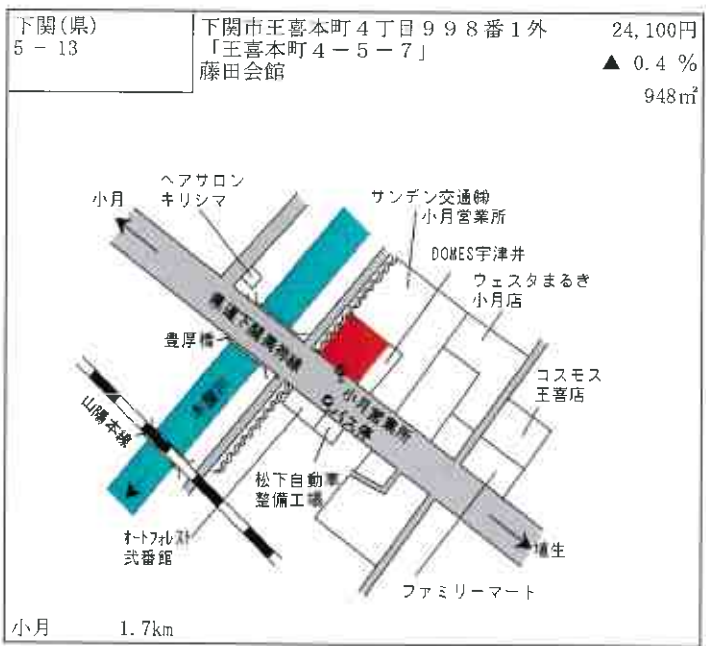 下関(県)
5 － 13
下関市王喜本町４丁目９９８番１外
「王喜本町４－５－７」
藤田会館
24,100円
▲ 0.4 %
948㎡
小月
ヘアサロン
キリシマ
サンデン交通㈱
小月営業所
DOMES宇津井
ウェスタまるき
小月店
豊厚橋
コスモス
王喜店
山陽本線
木屋川
小月営業所
バス停
松下自動車
整備工場
ｵｰﾄﾌｫﾚｽﾄ
弐番館
埴生
ファミリーマート
小月　　1.7km